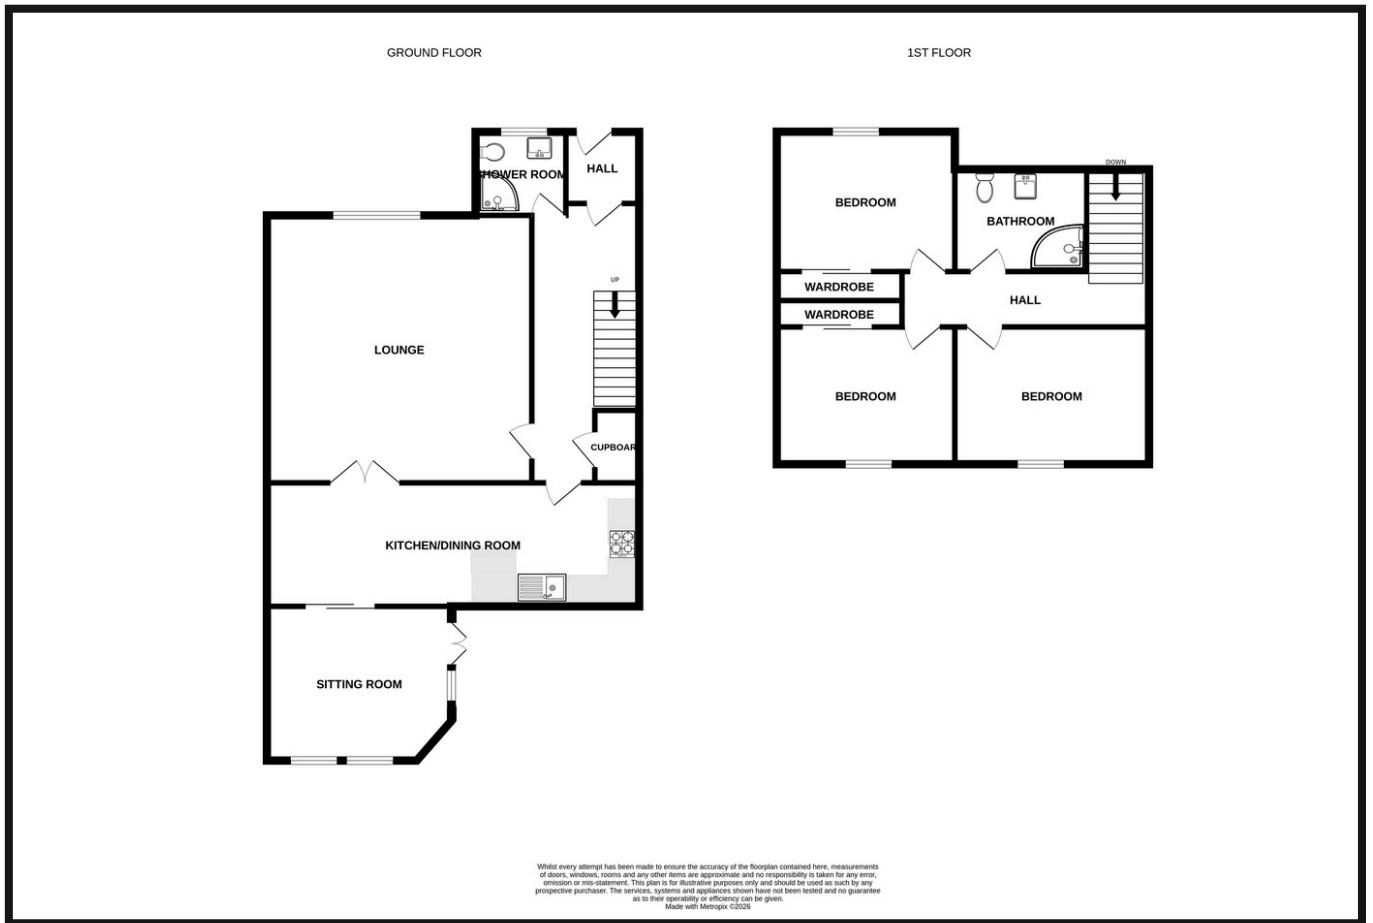 GROUND FLOOR
1ST FLOOR
SHOWER ROOM
HALL
LOUNGE
UP
CUPBOAR
KITCHEN/DINING ROOM
SITTING ROOM
DOWN
BEDROOM
BATHROOM
WARDROBE
HALL
WARDROBE
BEDROOM
BEDROOM
Whilst every attempt has been made to ensure the accuracy of the floorplan contained here, measurements
of doors, windows, rooms and any other items are approximate and no responsibility is taken for any error,
omission or mis-statement. This plan is for illustrative purposes only and should be used as such by any
prospective purchaser. The services, systems and appliances shown have not been tested and no guarantee
as to their operability or efficiency can be given.
Made with Metropix ©2026